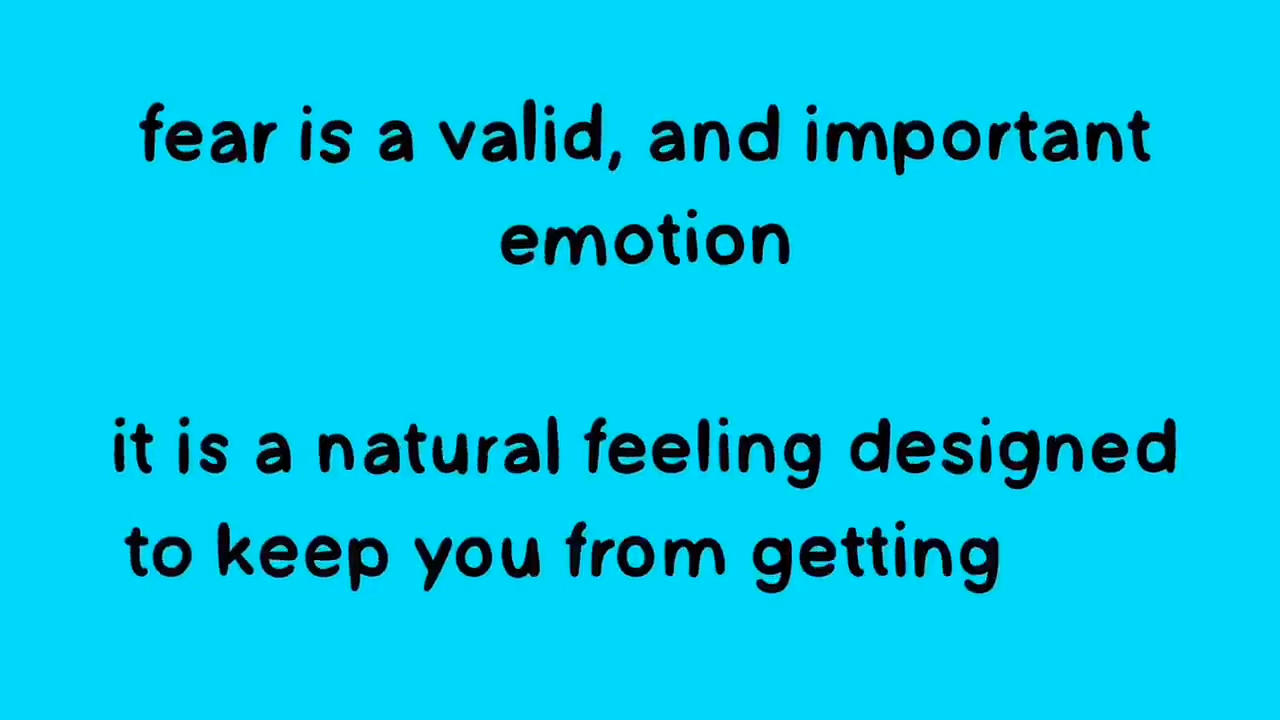 fear is a valid, and important
emotion
it is a natural feeling designed
to keep you from getting